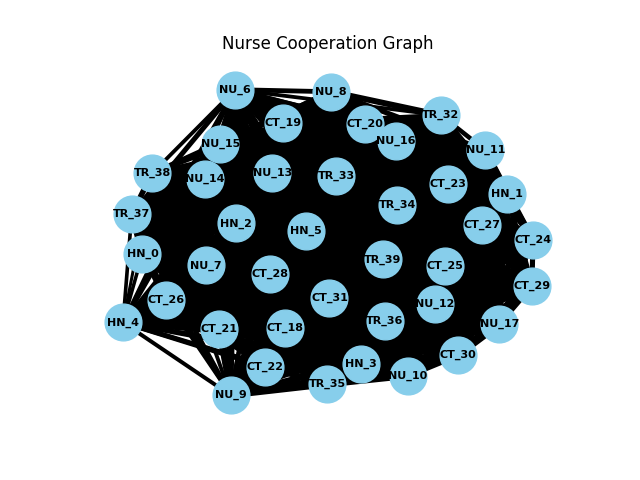 Nurse Cooperation Graph
NU_6
NU_8
TR_32
CT_19
CT_20
NU_16
NU_15
NU_11
TR_38
NU_14
NU_13
TR_33
CT_23
HN_1
TR_34
TR_37
HN_2
HN_5
CT_27
CT_24
HN_0
NU_7
CT_28
TR_39
CT_25
CT_29
CT_26
CT_31
NU_12
HN_4
CT_21
CT_18
TR_36
NU_17
CT_22
HN_3
CT_30
NU_9
TR_35
NU_10